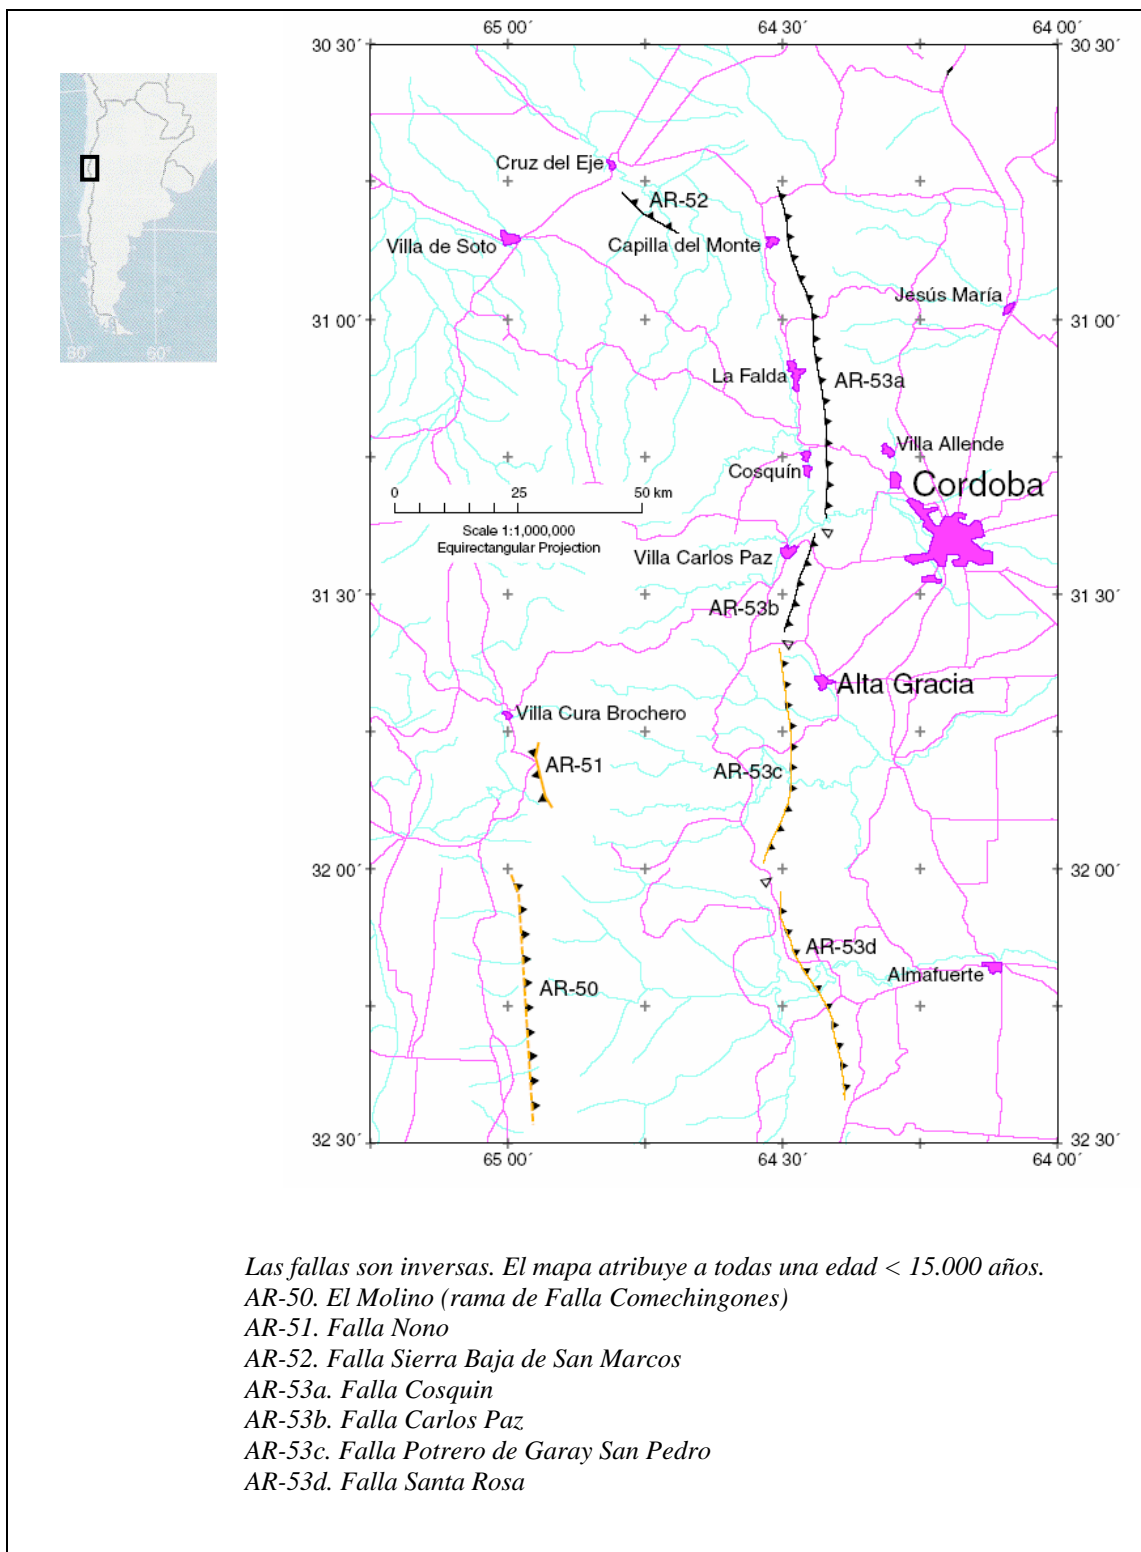 65 00´
64 30´
64 00´
30 30´
30 30´
Cruz del Eje
AR-52
Villa de Soto
Capilla del Monte
Jesús María
80°
60°
31 00´
31 00´
La Falda
AR-53a
Villa Allende
Cosquín
Cordoba
0 25 50 km
Scale 1:1,000,000
Equirectangular Projection
Villa Carlos Paz
31 30´
AR-53b
31 30´
Alta Gracia
Villa Cura Brochero
AR-51
AR-53c
32 00´
32 00´
AR-53d
Almafuerte
AR-50
32 30´
32 30´
65 00´
64 30´
64 00´
Las fallas son inversas. El mapa atribuye a todas una edad < 15.000 años.
AR-50. El Molino (rama de Falla Comechingones)
AR-51. Falla Nono
AR-52. Falla Sierra Baja de San Marcos
AR-53a. Falla Cosquin
AR-53b. Falla Carlos Paz
AR-53c. Falla Potrero de Garay San Pedro
AR-53d. Falla Santa Rosa